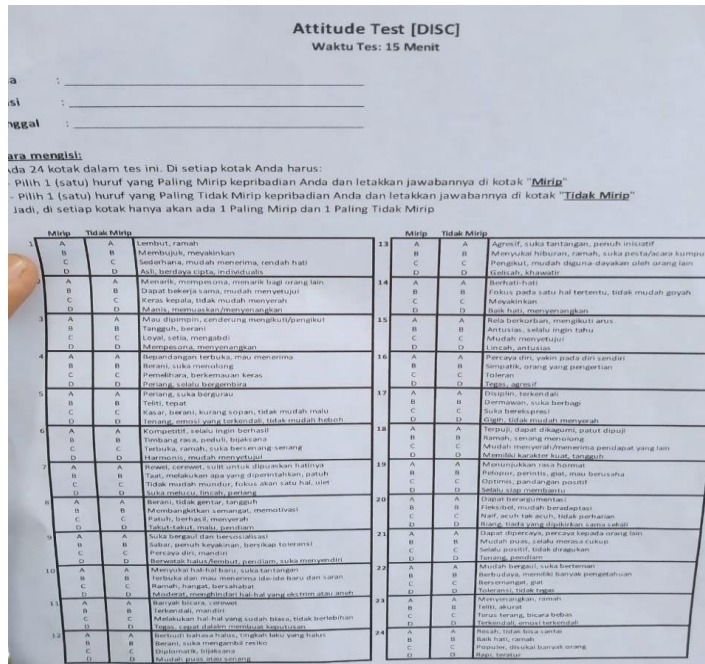 Attitude Test [DISC]
Waktu Tes: 15 Menit
a :
si :
nggal :
ara mengisi:
da 24 kotak dalam tes ini. Di setiap kotak Anda harus:
- Pilih 1 (satu) huruf yang Paling Mirip kepribadian Anda dan letakkan jawabannya di kotak "Mirip"
- Pilih 1 (satu) huruf yang Paling Tidak Mirip kepribadian Anda dan letakkan jawabannya di kotak "Tidak Mirip"
Jadi, di setiap kotak hanya akan ada 1 Paling Mirip dan 1 Paling Tidak Mirip
Mirip Tidak Mirip
1 A A Lembut, ramah
B B Membujuk, meyakinkan
C C Sederhana, mudah menerima, rendah hati
D D Asli, berdaya cipta, individualis
2 A A Menarik, mempesona, menarik bagi orang lain
B B Dapat bekerja sama, mudah menyetujui
C C Keras kepala, tidak mudah menyerah
D D Manis, memuaskan/menyenangkan
3 A A Mau dipimpin, cenderung mengikuti/pengikut
B B Tangguh, berani
C C Loyal, setia, mengabdi
D D Mempesona, menyenangkan
4 A A Bepandangan terbuka, mau menerima
B B Berani, suka menolong
C C Pemelihara, berkemauan keras
D D Periang, selalu bergembira
5 A A Periang, suka bergurau
B B Teliti, tepat
C C Kasar, berani, kurang sopan, tidak mudah malu
D D Tenang, emosi yang terkendali, tidak mudah heboh
6 A A Kompetitif, selalu ingin berhasil
B B Timbang rasa, peduli, bijaksana
C C Terbuka, ramah, suka bersenang-senang
D D Harmonis, mudah menyetujui
7 A A Rewel, cerewet, sulit untuk dipuaskan hatinya
B B Taat, melakukan apa yang diperintahkan, patuh
C C Tidak mudah mundur, fokus akan satu hal, ulet
D D Suka melucu, lincah, periang
8 A A Berani, tidak gentar, tangguh
B B Membangkitkan semangat, memotivasi
C C Patuh, berhasil, menyerah
D D Takut-takut, malu, pendiam
9 A A Suka bergaul dan bersosialisasi
B B Sabar, penuh keyakinan, bersikap toleransi
C C Percaya diri, mandiri
D D Berwatak halus/lembut, pendiam, suka menyendiri
10 A A Menyukai hal-hal baru, suka tantangan
B B Terbuka dan mau menerima ide-ide baru dan saran
C C Ramah, hangat, bersahabat
D D Moderat, menghindari hal-hal yang ekstrim atau aneh
11 A A Banyak bicara, cerewet
B B Terkendali, mandiri
C C Melakukan hal-hal yang sudah biasa, tidak berlebihan
D D Tegas, cepat dalam membuat keputusan
12 A A Berbudi bahasa halus, tingkah laku yang halus
B B Berani, suka mengambil resiko
C C Diplomatik, bijaksana
D D Mudah puas atau senang
Mirip Tidak Mirip
13 A A Agresif, suka tantangan, penuh inisiatif
B B Menyukai hiburan, ramah, suka pesta/acara kumpu
C C Pengikut, mudah diguna-dayakan oleh orang lain
D D Gelisah, khawatir
14 A A Berhati-hati
B B Fokus pada satu hal tertentu, tidak mudah goyah
C C Meyakinkan
D D Baik hati, menyenangkan
15 A A Rela berkorban, mengikuti arus
B B Antusias, selalu ingin tahu
C C Mudah menyetujui
D D Lincah, antusias
16 A A Percaya diri, yakin pada diri sendiri
B B Simpatik, orang yang pengertian
C C Toleran
D D Tegas, agresif
17 A A Disiplin, terkendali
B B Dermawan, suka berbagi
C C Suka berekspresi
D D Gigih, tidak mudah menyerah
18 A A Terpuji, dapat dikagumi, patut dipuji
B B Ramah, senang menolong
C C Mudah menyerah/menerima pendapat yang lain
D D Memiliki karakter kuat, tangguh
19 A A Menunjukkan rasa hormat
B B Pelopor, perintis, giat, mau berusaha
C C Optimis, pandangan positif
D D Selalu siap membantu
20 A A Dapat berargumentasi
B B Fleksibel, mudah beradaptasi
C C Naif, acuh tak acuh, tidak perhatian
D D Riang, tiada yang dipikirkan sama sekali
21 A A Dapat dipercaya, percaya kepada orang lain
B B Mudah puas, selalu merasa cukup
C C Selalu positif, tidak diragukan
D D Tenang, pendiam
22 A A Mudah bergaul, suka berteman
B B Berbudaya, memiliki banyak pengetahuan
C C Bersemangat, giat
D D Toleransi, tidak tegas
23 A A Menyenangkan, ramah
B B Teliti, akurat
C C Terus terang, bicara bebas
D D Terkendali, emosi terkendali
24 A A Resah, tidak bisa santai
B B Baik hati, ramah
C C Populer, disukai banyak orang
D D Rapi, teratur